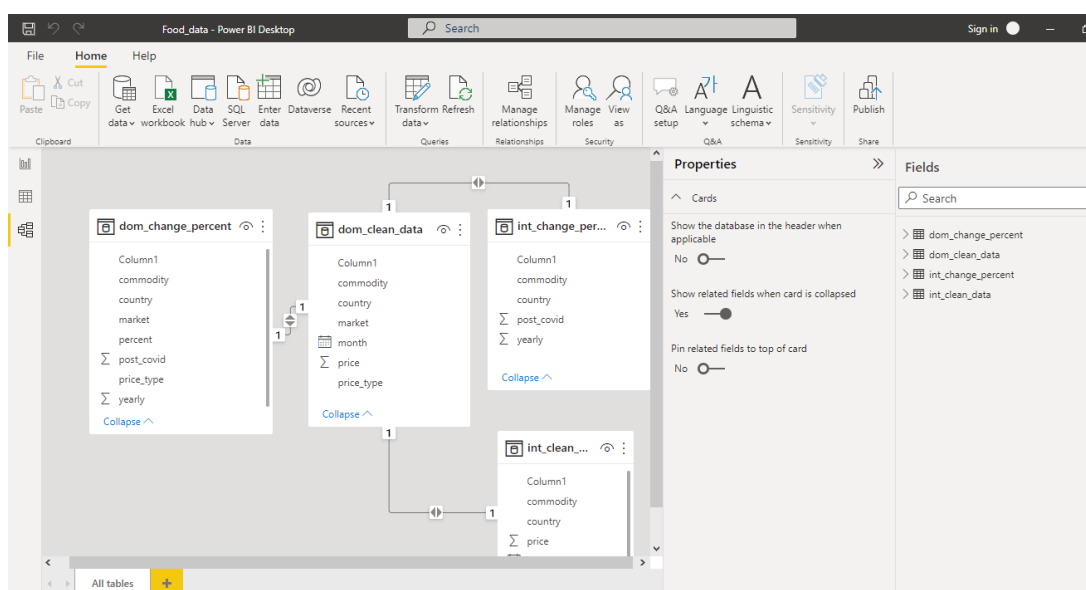 Food_data - Power BI Desktop
Search
Sign in
File Home Help
Paste
Cut
Copy
Get data
Excel workbook
Data hub
SQL Server
Enter data
Dataverse
Recent sources
Transform data
Refresh
Manage relationships
Manage roles
View as
Q&A setup
Language
Linguistic schema
Sensitivity
Publish
Clipboard
Data
Queries
Relationships
Security
Q&A
Sensitivity
Share
dom_change_percent
Column1
commodity
country
market
percent
post_covid
price_type
yearly
Collapse
1
1
1
dom_clean_data
Column1
commodity
country
market
month
price
price_type
Collapse
1
1
int_change_per...
Column1
commodity
country
post_covid
yearly
Collapse
1
int_clean_...
Column1
commodity
country
price
All tables
+
Properties
Cards
Show the database in the header when
applicable
No
Show related fields when card is collapsed
Yes
Pin related fields to top of card
No
Fields
Search
dom_change_percent
dom_clean_data
int_change_percent
int_clean_data